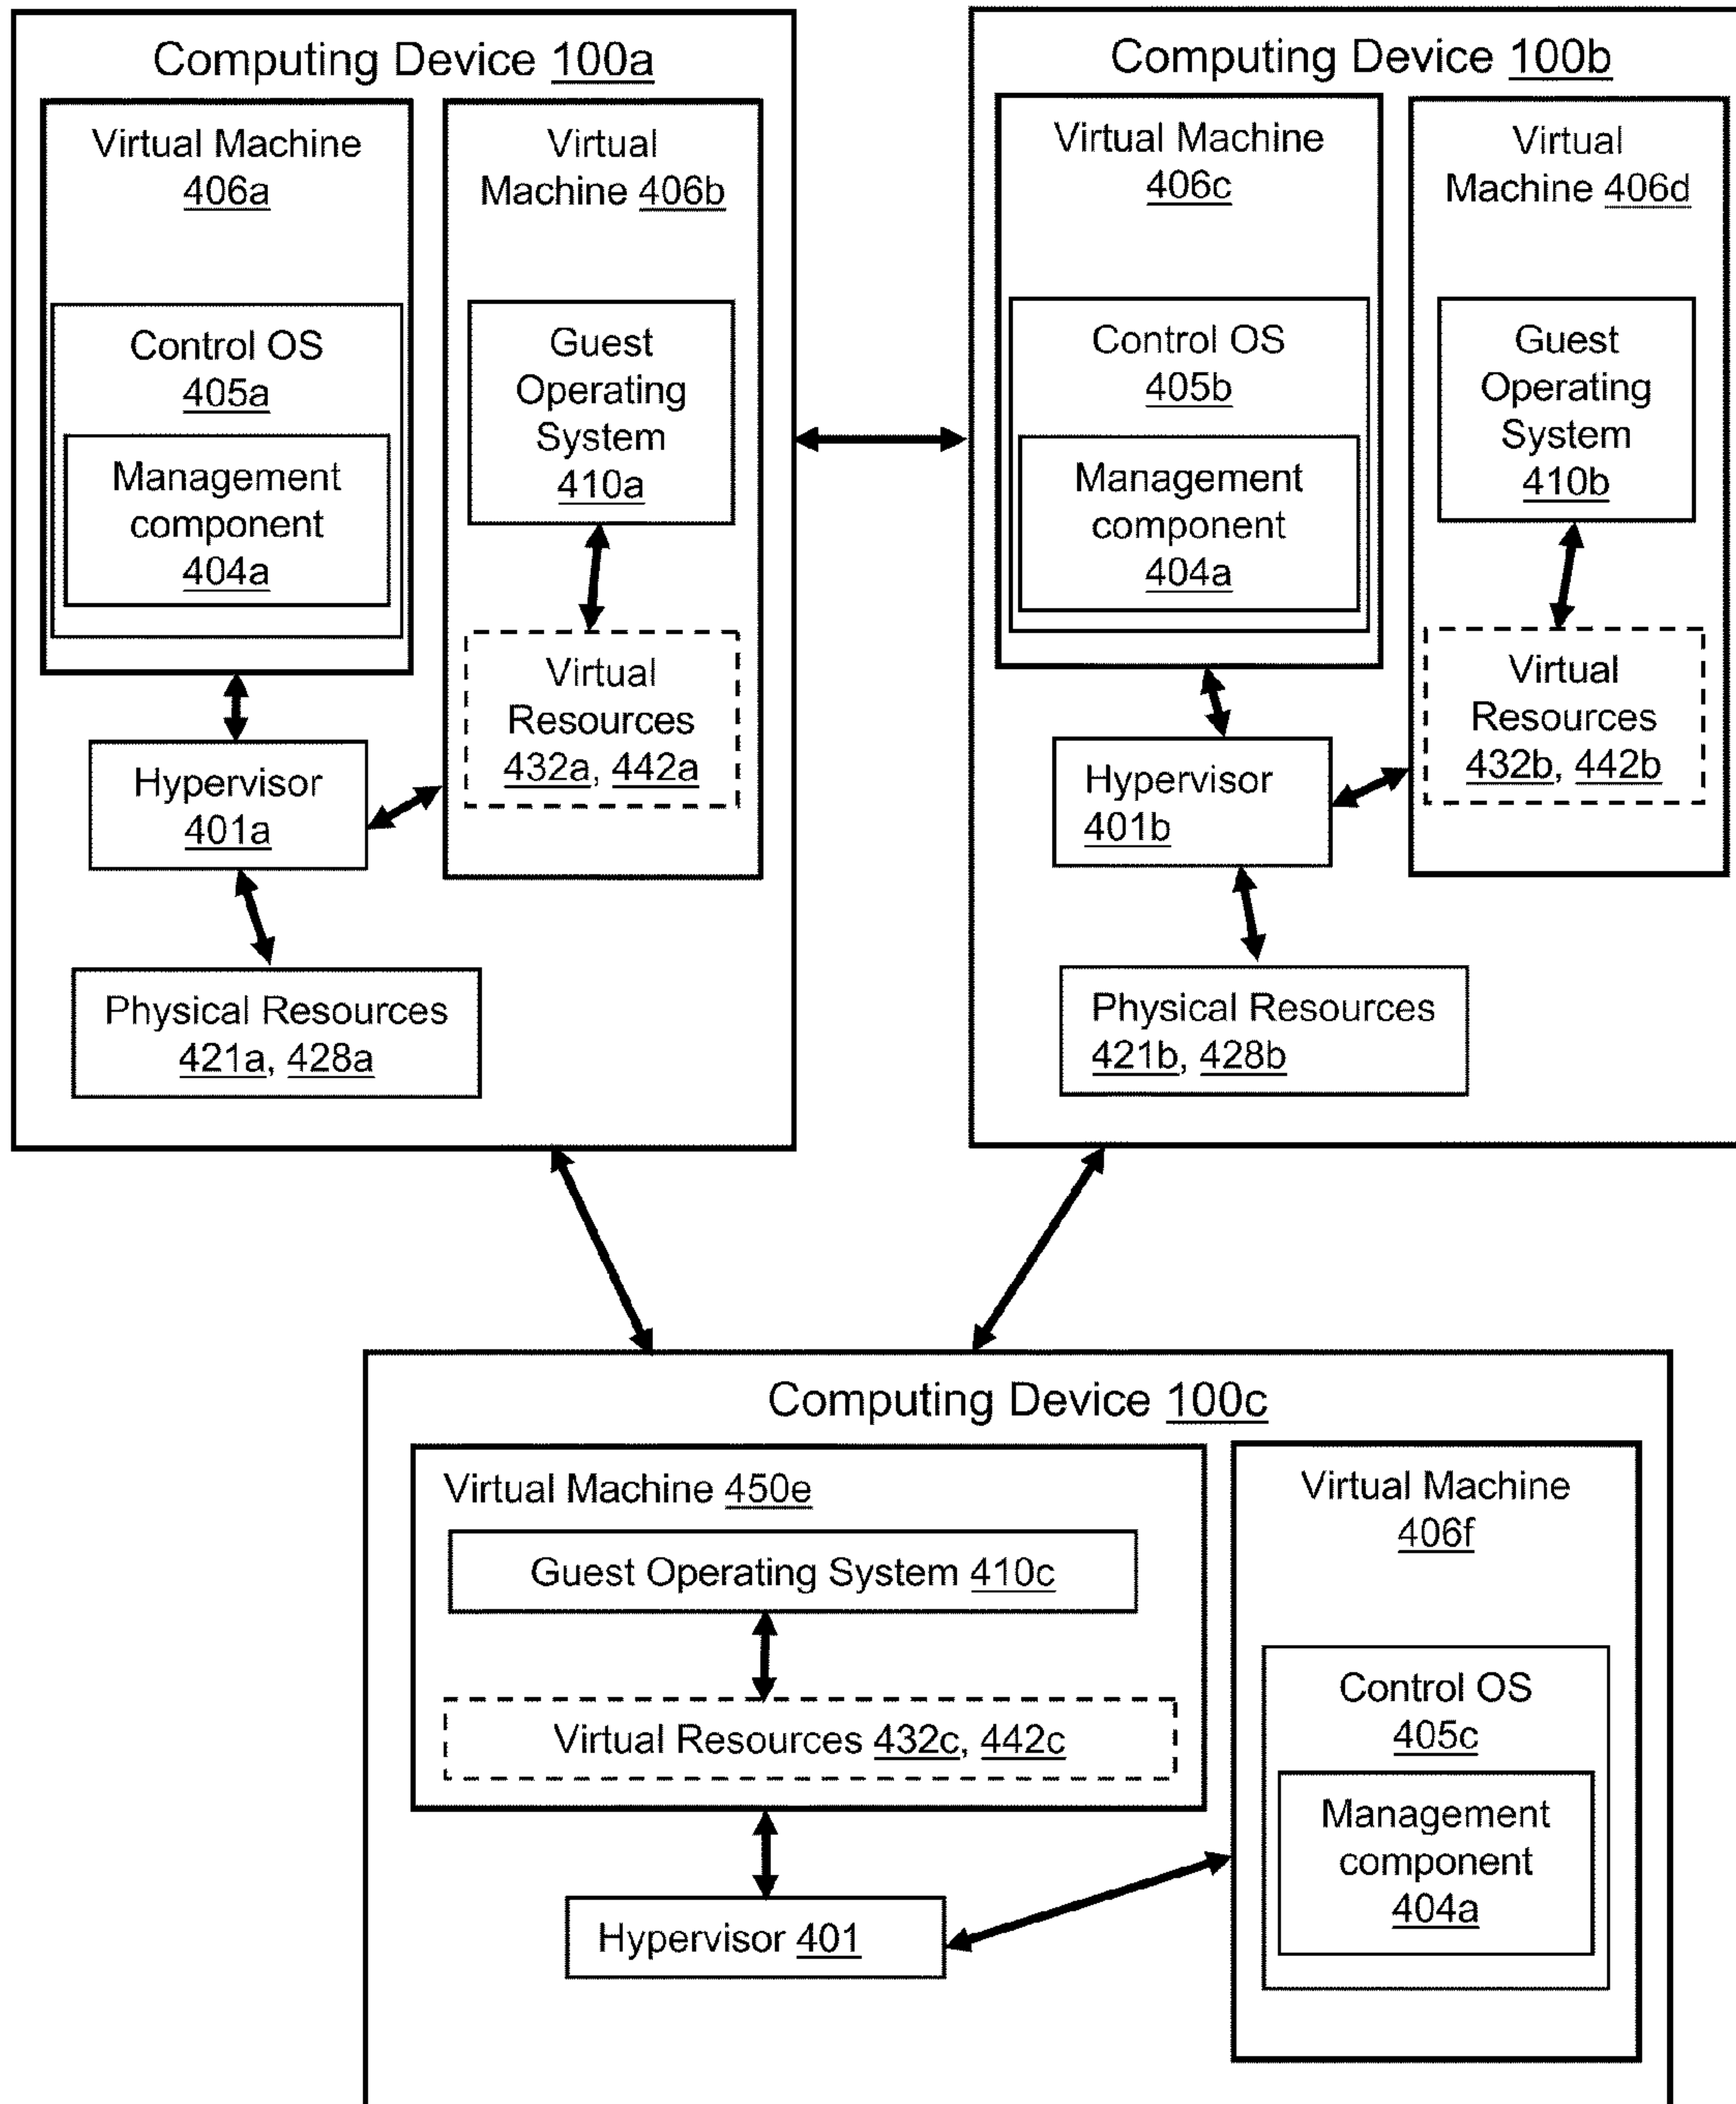 Computing Device 100a
Virtual Machine
406a
Control OS
405a
Management
component
404a
Virtual
Machine 406b
Guest
Operating
System
410a
Virtual
Resources
432a, 442a
Hypervisor
401a
Physical Resources
421a, 428a
Computing Device 100b
Virtual Machine
406c
Control OS
405b
Management
component
404a
Virtual
Machine 406d
Guest
Operating
System
410b
Virtual
Resources
432b, 442b
Hypervisor
401b
Physical Resources
421b, 428b
Computing Device 100c
Virtual Machine 450e
Guest Operating System 410c
Virtual Resources 432c, 442c
Hypervisor 401
Virtual Machine
406f
Control OS
405c
Management
component
404a